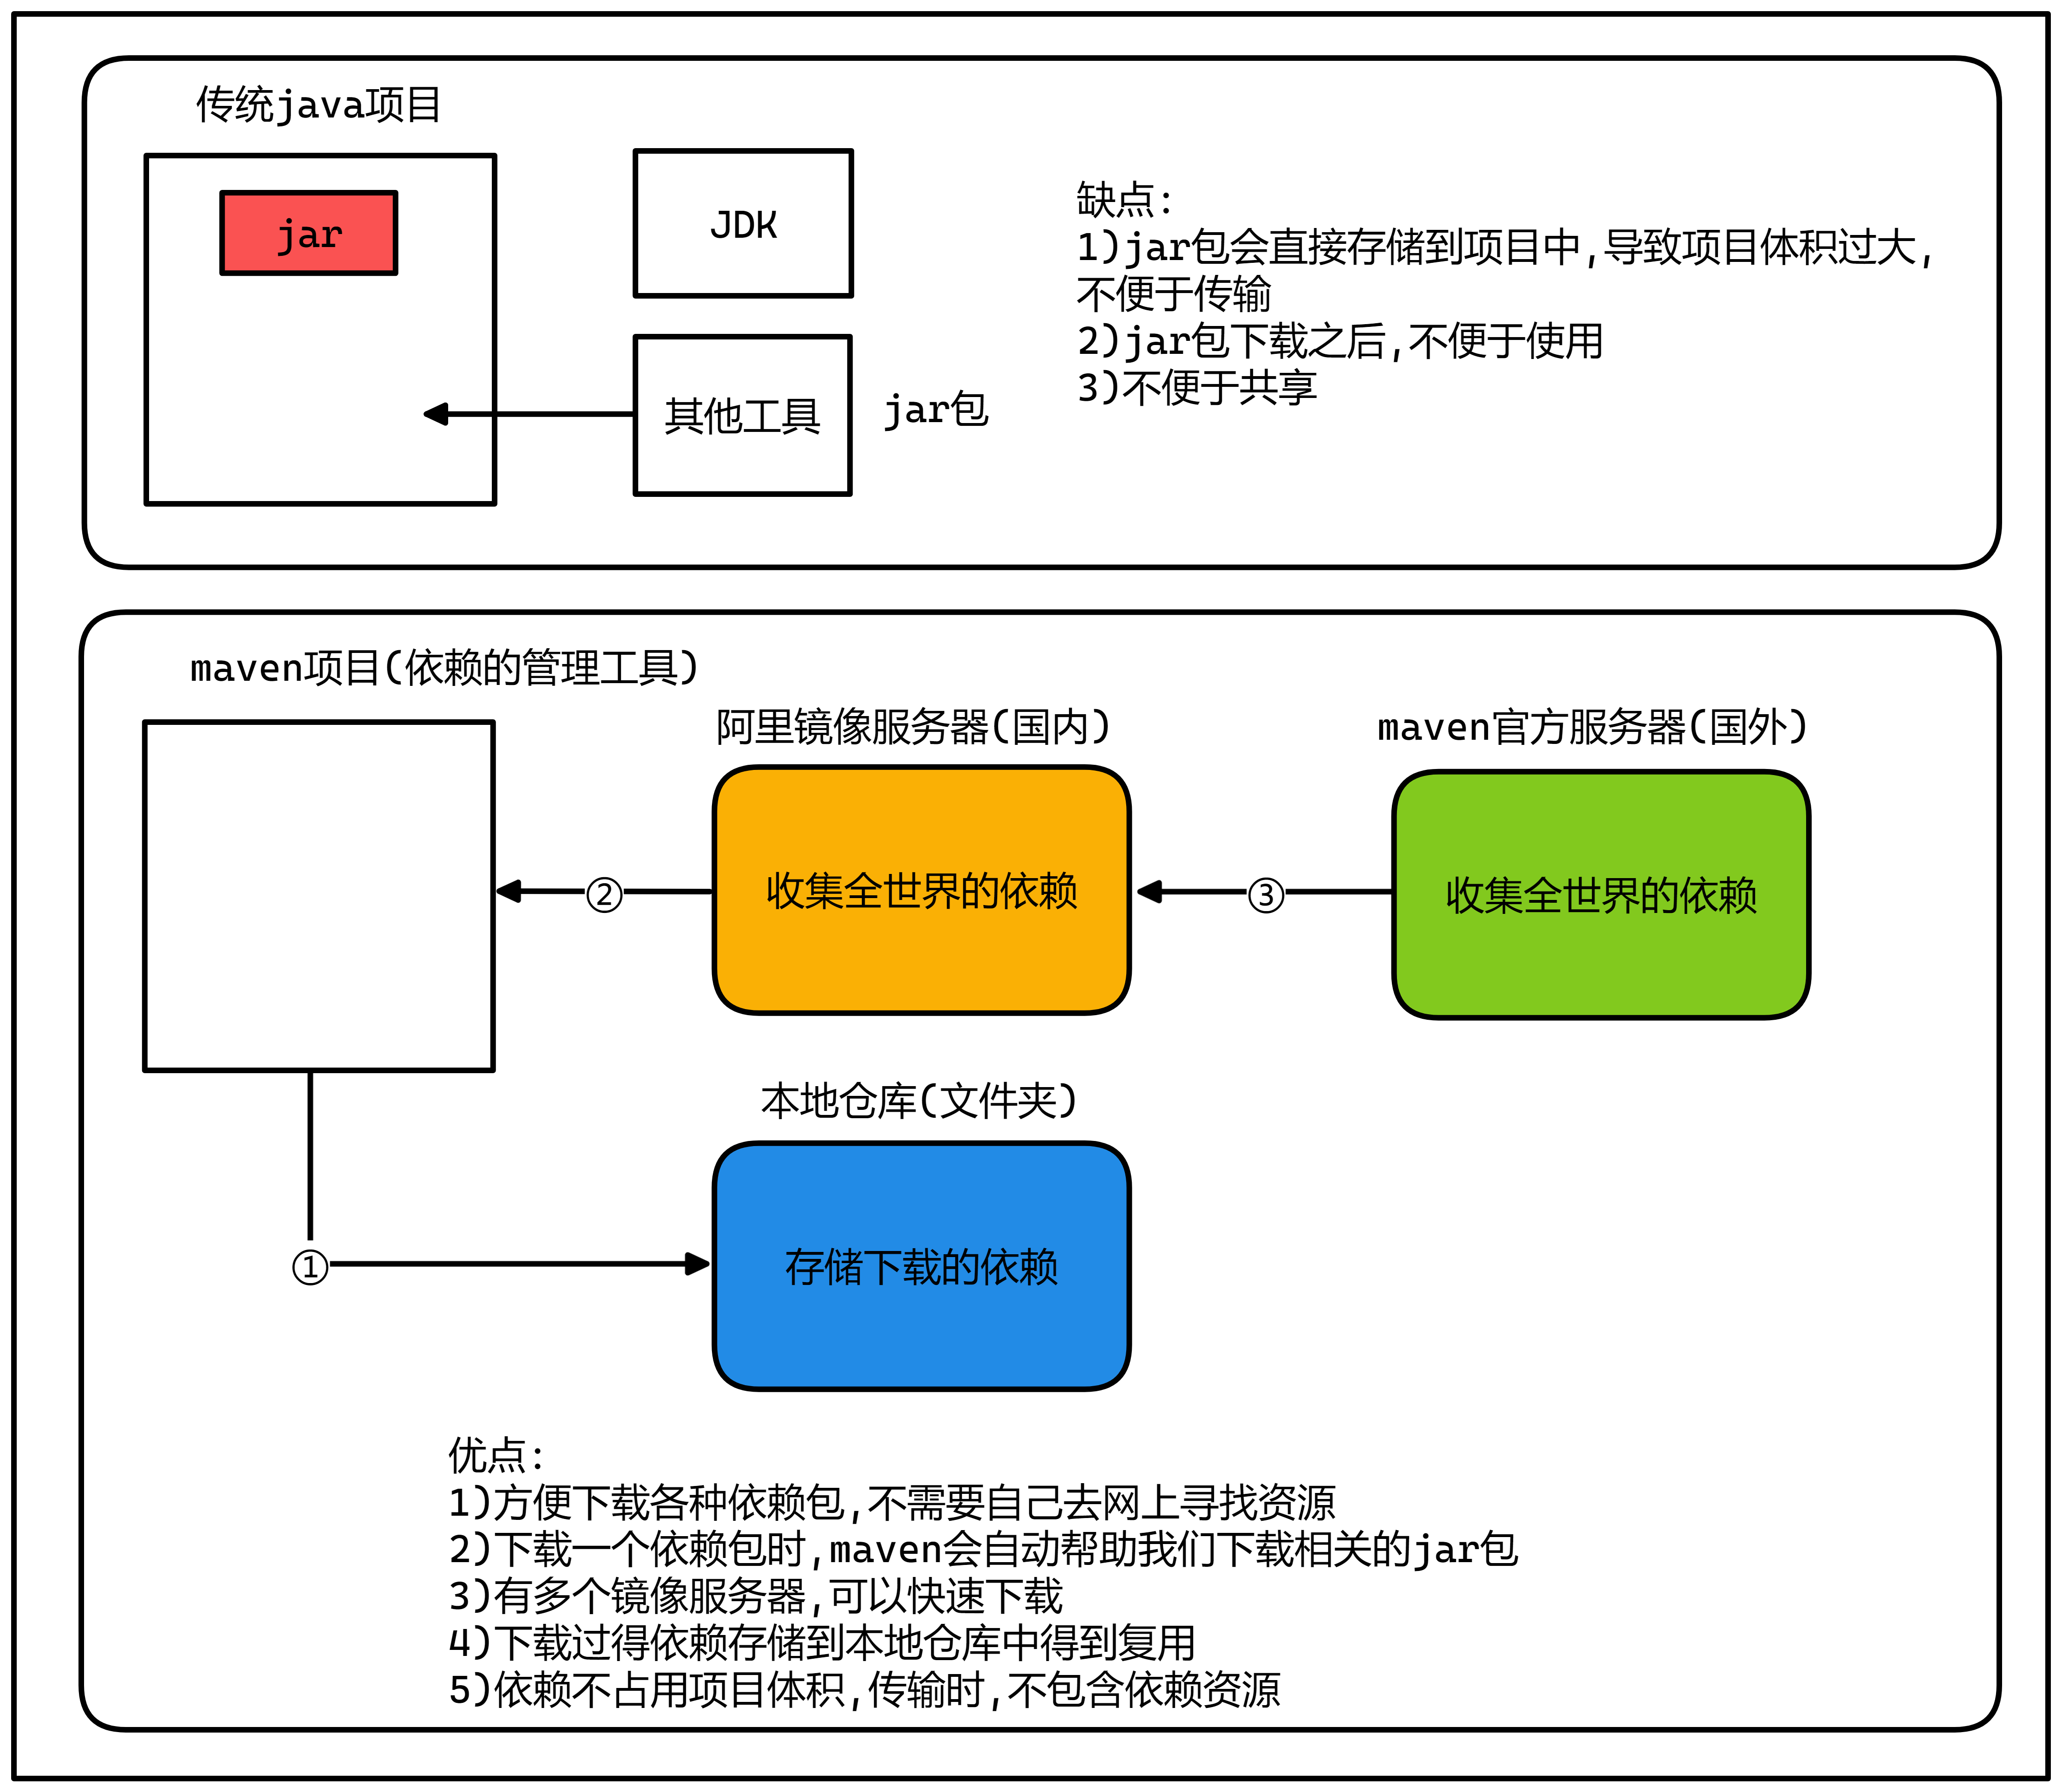 传统java项目
jar
JDK
其他工具
jar包
缺点:
1)jar包会直接存储到项目中,导致项目体积过大,
不便于传输
2)jar包下载之后,不便于使用
3)不便于共享
maven项目(依赖的管理工具)
阿里镜像服务器(国内)
maven官方服务器(国外)
收集全世界的依赖
②
③
收集全世界的依赖
本地仓库(文件夹)
①
存储下载的依赖
优点:
1)方便下载各种依赖包,不需要自己去网上寻找资源
2)下载一个依赖包时,maven会自动帮助我们下载相关的jar包
3)有多个镜像服务器,可以快速下载
4)下载过得依赖存储到本地仓库中得到复用
5)依赖不占用项目体积,传输时,不包含依赖资源